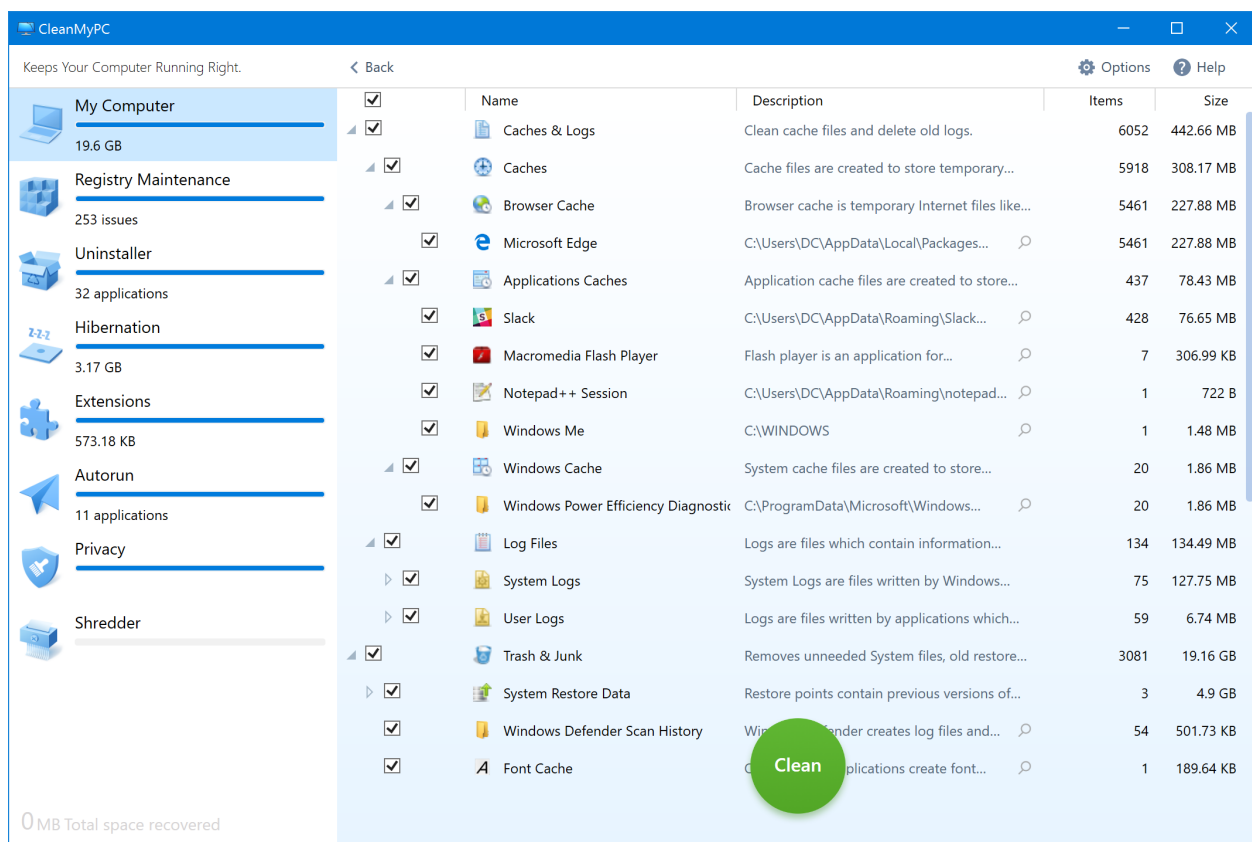 CleanMyPC
Keeps Your Computer Running Right.
Back
Options
Help
My Computer
19.6 GB
Registry Maintenance
253 issues
Uninstaller
32 applications
z-z-z
Hibernation
3.17 GB
Extensions
573.18 KB
Autorun
11 applications
Privacy
Shredder
0 MB Total space recovered
Name Description Items Size
Caches & Logs Clean cache files and delete old logs. 6052 442.66 MB
Caches Cache files are created to store temporary... 5918 308.17 MB
Browser Cache Browser cache is temporary Internet files like... 5461 227.88 MB
Microsoft Edge C:\Users\DC\AppData\Local\Packages... 5461 227.88 MB
Applications Caches Application cache files are created to store... 437 78.43 MB
Slack C:\Users\DC\AppData\Roaming\Slack... 428 76.65 MB
Macromedia Flash Player Flash player is an application for... 7 306.99 KB
Notepad++ Session C:\Users\DC\AppData\Roaming\notepad... 1 722 B
Windows Me C:\WINDOWS 1 1.48 MB
Windows Cache System cache files are created to store... 20 1.86 MB
Windows Power Efficiency Diagnostic C:\ProgramData\Microsoft\Windows... 20 1.86 MB
Log Files Logs are files which contain information... 134 134.49 MB
System Logs System Logs are files written by Windows... 75 127.75 MB
User Logs Logs are files written by applications which... 59 6.74 MB
Trash & Junk Removes unneeded System files, old restore... 3081 19.16 GB
System Restore Data Restore points contain previous versions of... 3 4.9 GB
Windows Defender Scan History creates log files and... 54 501.73 KB
Font Cache create font... 1 189.64 KB
Clean